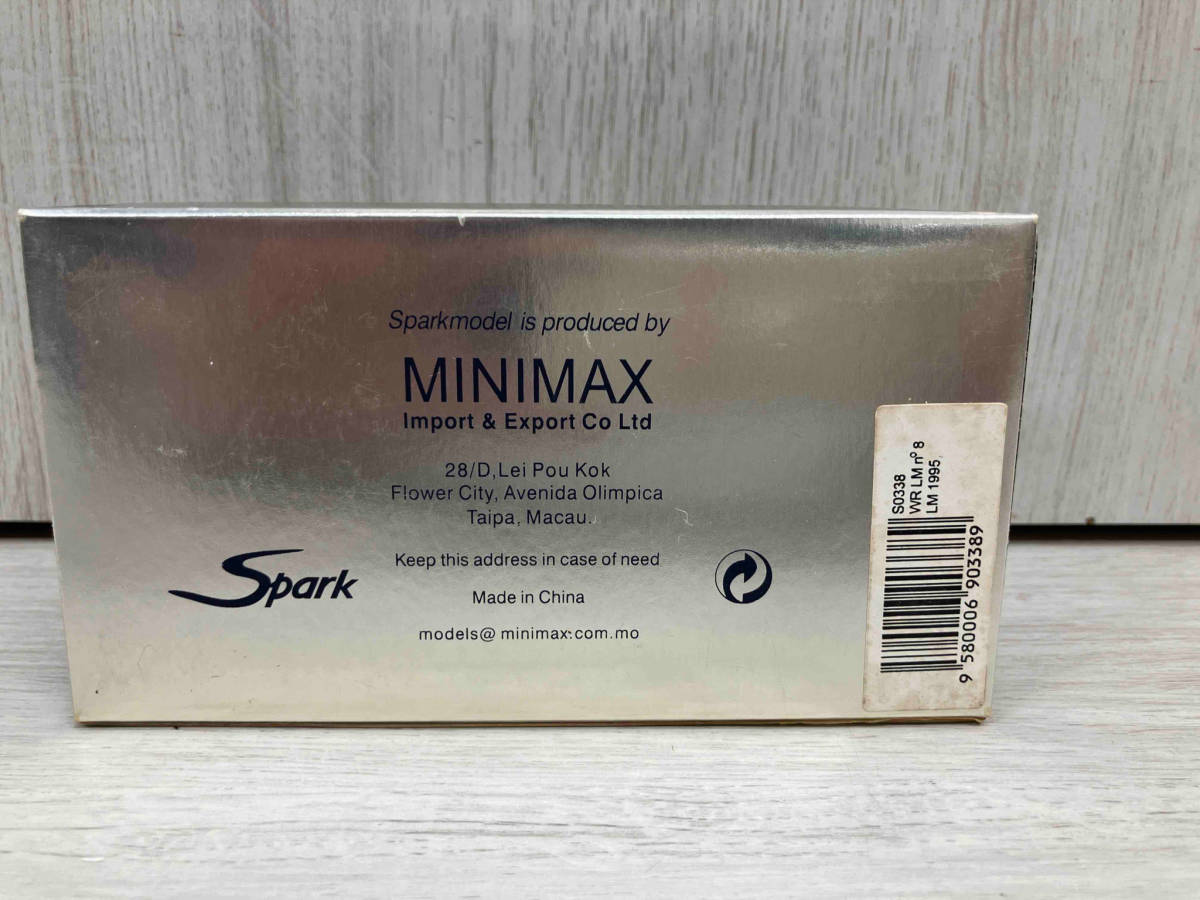 Sparkmodel is produced by
MINIMAX
Import & Export Co Ltd
28/D,Lei Pou Kok
Flower City, Avenida Olimpica
Taipa, Macau.
Keep this address in case of need
Made in China
models@minimax.com.mo
Spark
S0338
WR LM nº 8
LM 1995
9 580006 903389